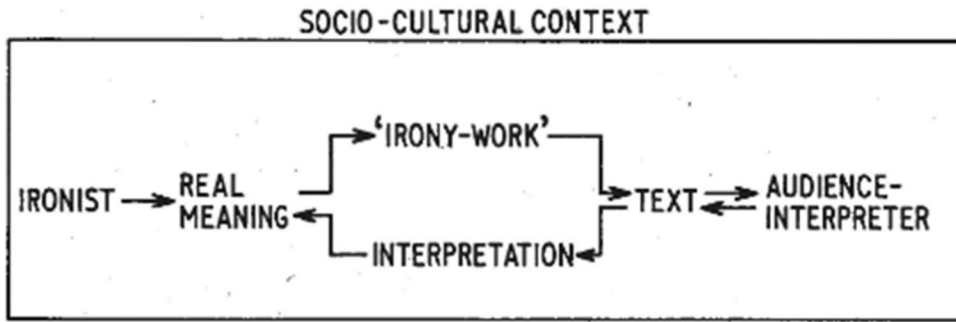 SOCIO-CULTURAL CONTEXT
'IRONY-WORK'
IRONIST
REAL
MEANING
TEXT
AUDIENCE-
INTERPRETER
INTERPRETATION